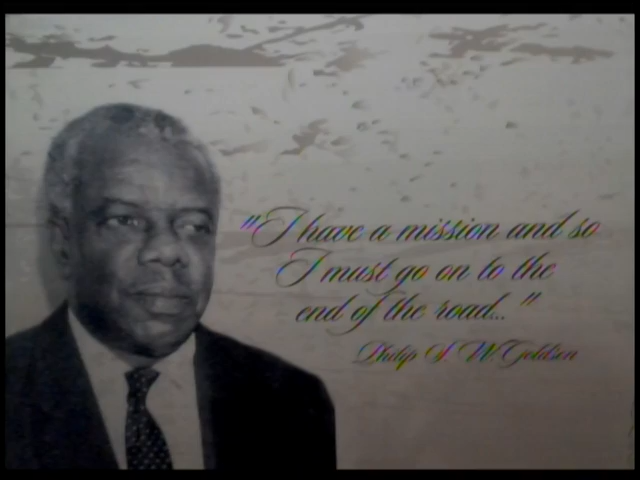 "I have a mission and so
I must go on to the
end of the road..."
Philip S. W. Goldson